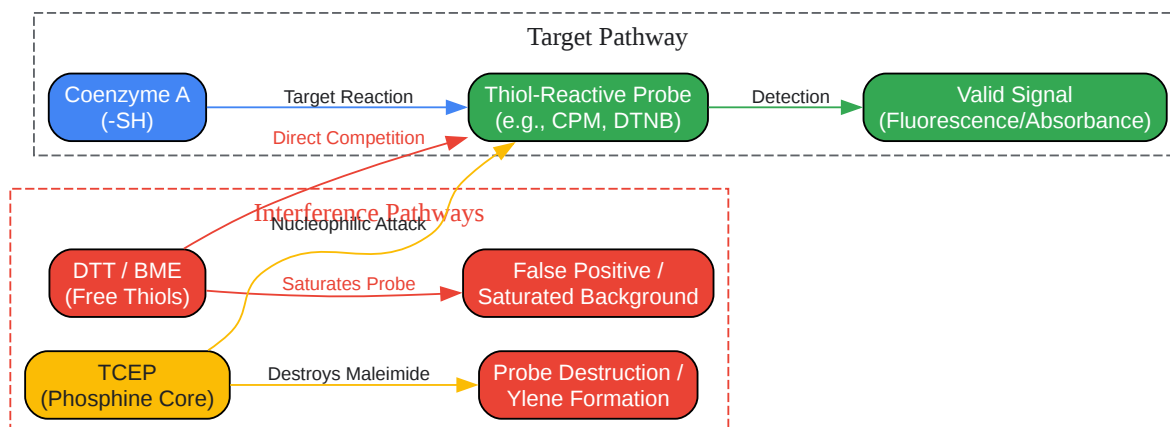 Target Pathway
Coenzyme A
(-SH)
Target Reaction
Thiol-Reactive Probe
(e.g., CPM, DTNB)
Detection
Valid Signal
(Fluorescence/Absorbance)
Direct Competition
Interference Pathways
Nucleophilic Attack
DTT / BME
(Free Thiols)
Saturates Probe
False Positive /
Saturated Background
TCEP
(Phosphine Core)
Destroys Maleimide
Probe Destruction /
Ylene Formation